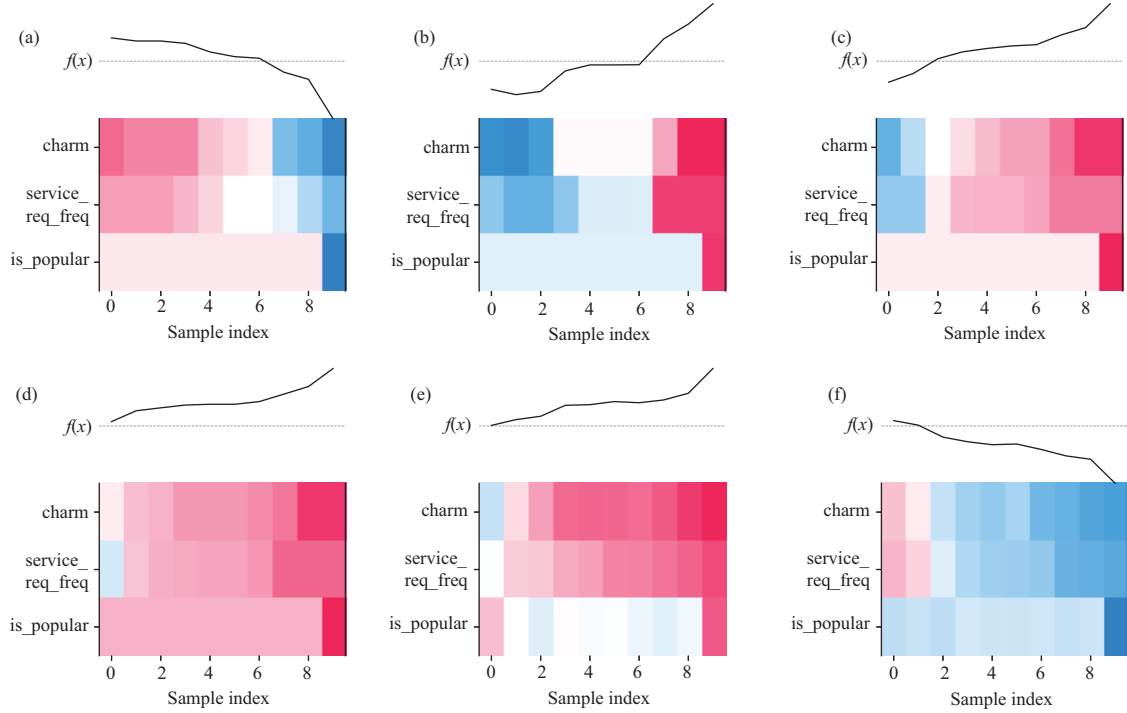 (a)
f(x)
charm
service_
req_freq
is_popular
0 2 4 6 8
Sample index
(b)
f(x)
charm
service_
req_freq
is_popular
0 2 4 6 8
Sample index
(c)
f(x)
charm
service_
req_freq
is_popular
0 2 4 6 8
Sample index
(d)
f(x)
charm
service_
req_freq
is_popular
0 2 4 6 8
Sample index
(e)
f(x)
charm
service_
req_freq
is_popular
0 2 4 6 8
Sample index
(f)
f(x)
charm
service_
req_freq
is_popular
0 2 4 6 8
Sample index